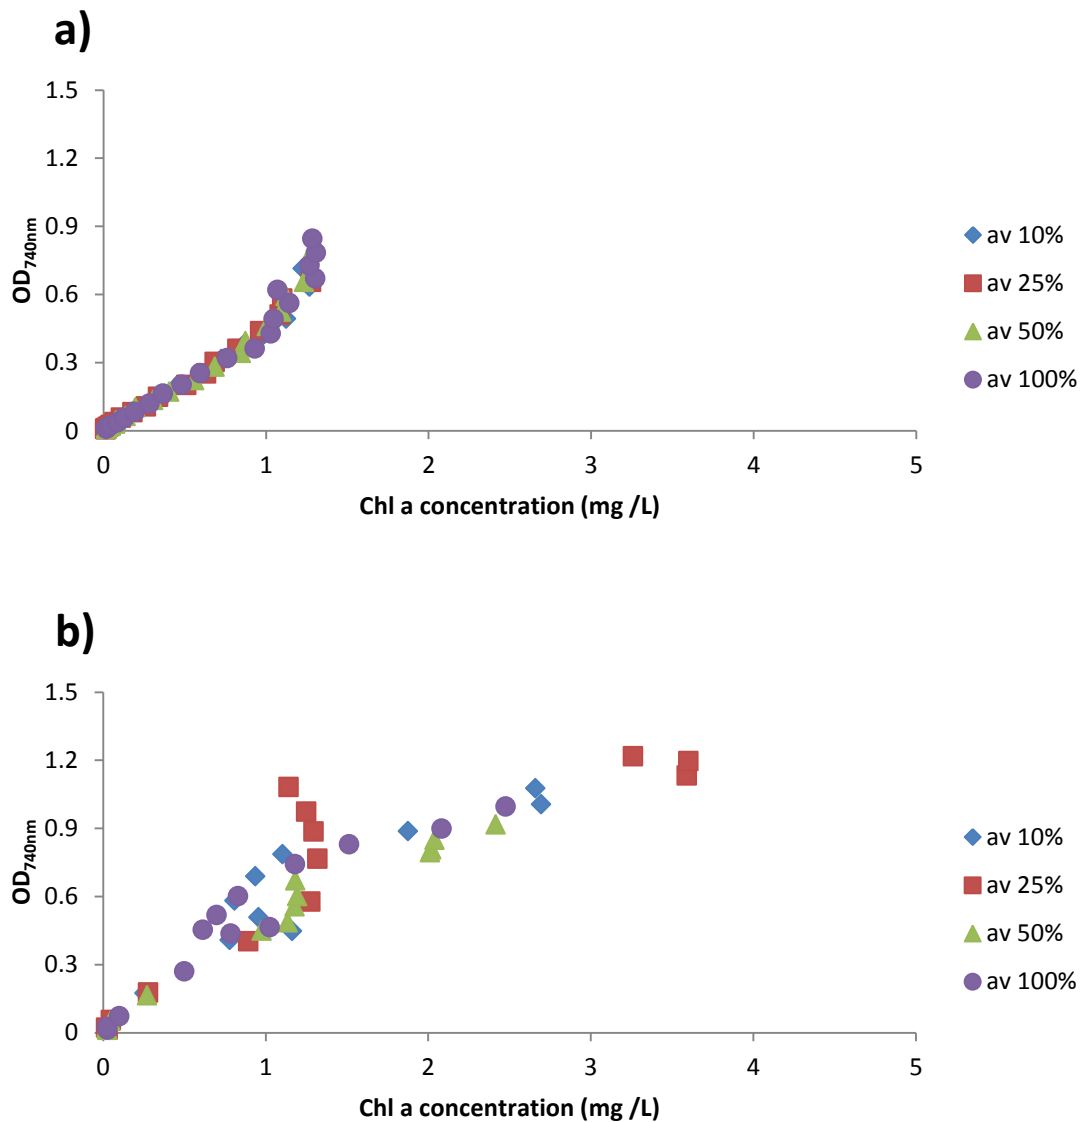 a)
1.5
1.2
0.9
0.6
0.3
0
OD740nm
0 1 2 3 4 5
Chl a concentration (mg /L)
av 10%
av 25%
av 50%
av 100%
b)
1.5
1.2
0.9
0.6
0.3
0
OD740nm
0 1 2 3 4 5
Chl a concentration (mg /L)
av 10%
av 25%
av 50%
av 100%